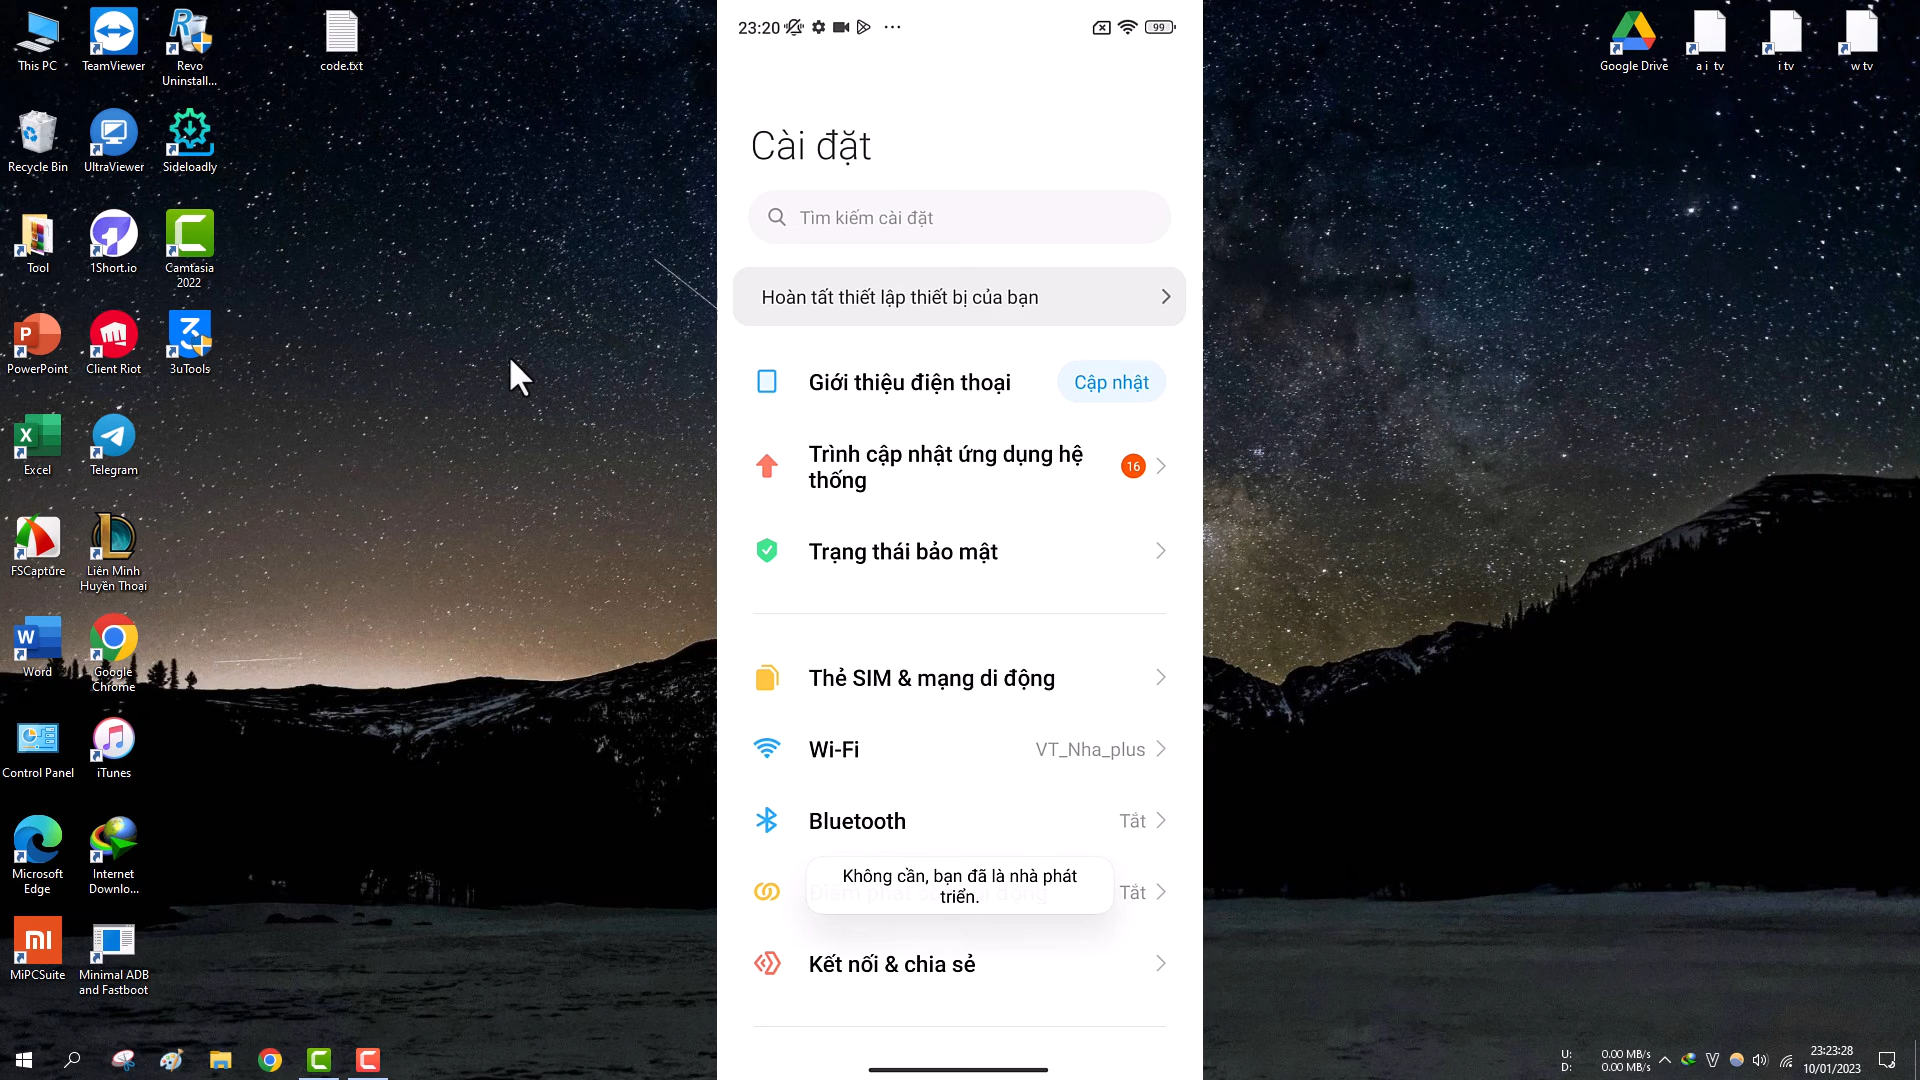 This PC
TeamViewer
Revo
Uninstall...
code.txt
Recycle Bin
UltraViewer
Sideloadly
Tool
1Short.io
Camtasia
2022
PowerPoint
Client Riot
3uTools
Excel
Telegram
FSCapture
Liên Minh
Huyền Thoại
Word
Google
Chrome
Control Panel
iTunes
Microsoft
Edge
Internet
Downlo...
MiPCSuite
Minimal ADB
and Fastboot
23:20
99
Cài đặt
Tìm kiếm cài đặt
Hoàn tất thiết lập thiết bị của bạn
Giới thiệu điện thoại
Cập nhật
Trình cập nhật ứng dụng hệ
thống
16
Trạng thái bảo mật
Thẻ SIM & mạng di động
Wi-Fi
VT_Nha_plus
Bluetooth
Tắt
Không cần, bạn đã là nhà phát
triển.
Tắt
Kết nối & chia sẻ
Google Drive
a i tv
i tv
w tv
U: 0.00 MB/s
D: 0.00 MB/s
23:23:28
10/01/2023